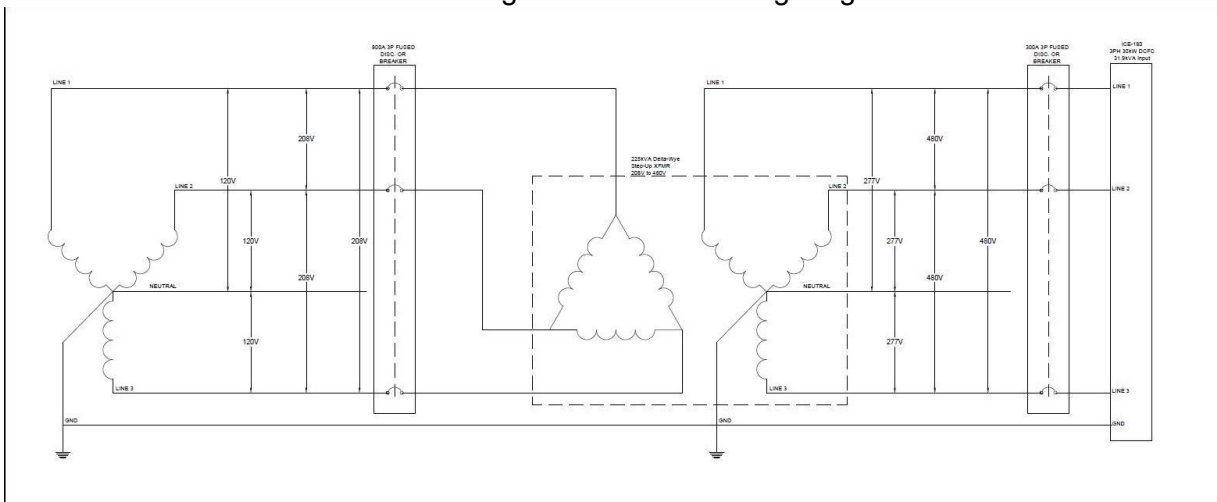 800A 3P FUSED
DISC. OR
BREAKER
300A 3P FUSED
DISC. OR
BREAKER
3PH 30kW DCFC
31.9kVA Input
LINE 1
LINE 1
LINE 1
208V
480V
225kVA Delta-Wye
Step-Up XFMR
208V to 480V
120V
277V
LINE 2
LINE 2
LINE 2
120V
208V
277V
480V
208V
480V
NEUTRAL
NEUTRAL
120V
277V
LINE 3
LINE 3
LINE 3
GND
GND
GND